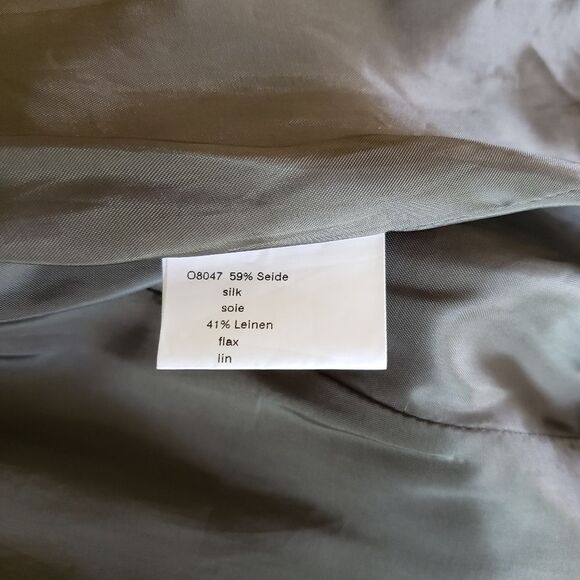 O8047 59% Seide
silk
soie
41% Leinen
flax
lin